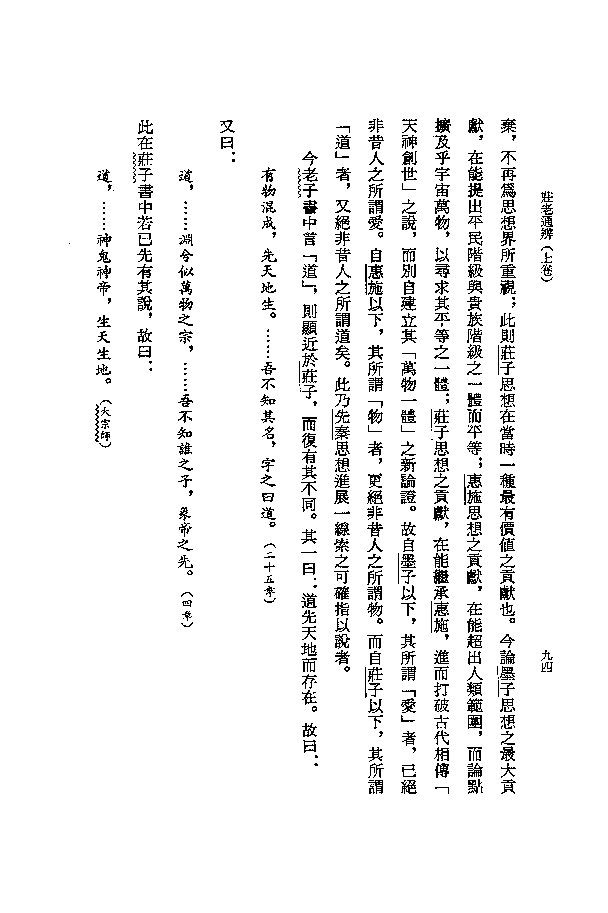 莊老通辨（上卷）
九四
棄，不再為思想界所重視；此則莊子思想在當時一種最有價值之貢獻也。今論墨子思想之最大貢
獻，在能提出平民階級與貴族階級之一體而平等；惠施思想之貢獻，在能超出人類範圍，而論點
擴及乎宇宙萬物，以尋求其平等之一體；莊子思想之貢獻，在能繼承惠施，進而打破古代相傳「
天神創世」之說，而別自建立其「萬物一體」之新論證。故自墨子以下，其所謂「愛」者，已絕
非昔人之所謂愛。自惠施以下，其所謂「物」者，更絕非昔人之所謂物。而自莊子以下，其所謂
「道」者，又絕非昔人之所謂道矣。此乃先秦思想進展一線索之可確指以說者。
今老子書中言「道」，則顯近於莊子，而復有其不同。其一曰：道先天地而存在。故曰：
有物混成，先天地生。……吾不知其名，字之曰道。（二十五章）
又曰：
道，……淵兮似萬物之宗，……吾不知誰之子，象帝之先。（四章）
此在莊子書中若已先有其說，故曰：
道，……神鬼神帝，生天生地。（大宗師）